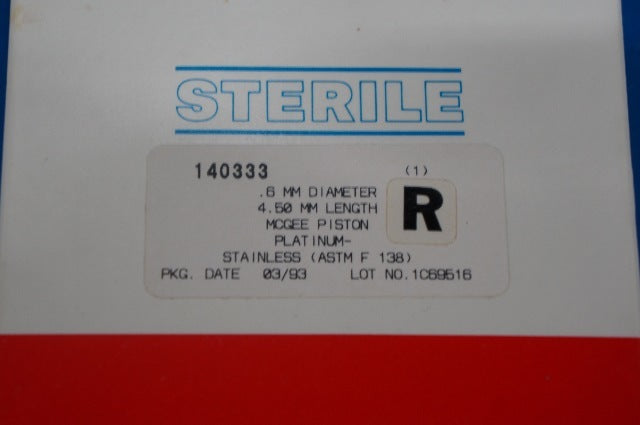 STERILE
140333 (1)
.6 MM DIAMETER
4.50 MM LENGTH
R
MCGEE PISTON
PLATINUM-
STAINLESS (ASTM F 138)
PKG. DATE 03/93 LOT NO.1C69516